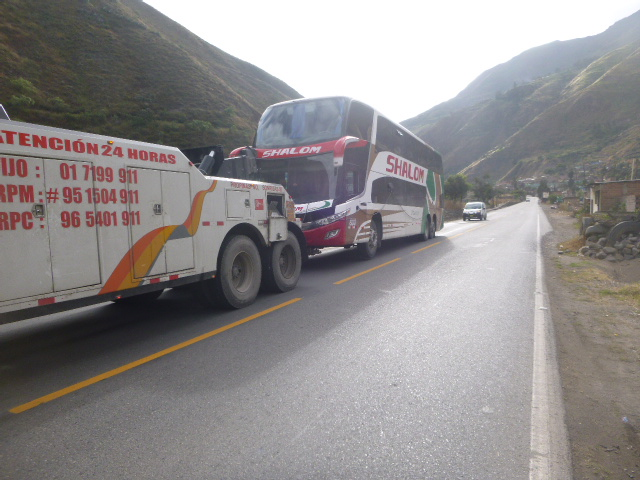 ATENCIÓN 24 HORAS
IJO : 01 7199 911
RPM : # 95 1504 911
RPC : 96 5401 911
SHALOM
SHALOM